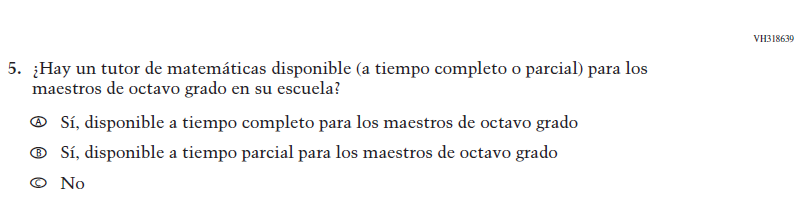 VH318639
5. ¿Hay un tutor de matemáticas disponible (a tiempo completo o parcial) para los
maestros de octavo grado en su escuela?
A Sí, disponible a tiempo completo para los maestros de octavo grado
B Sí, disponible a tiempo parcial para los maestros de octavo grado
C No